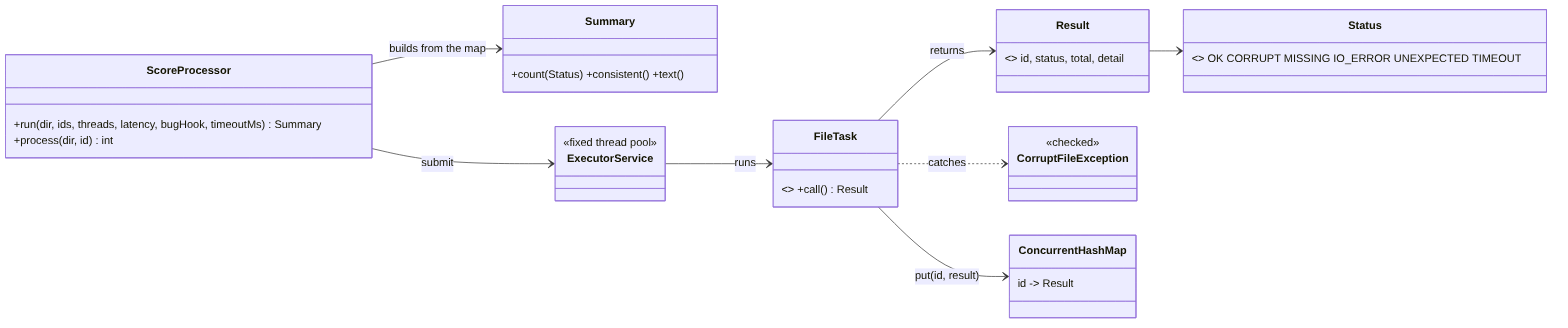 ScoreProcessor
+run(dir, ids, threads, latency, bugHook, timeoutMs) : Summary
+process(dir, id) : int
builds from the map
submit
Summary
+count(Status) +consistent() +text()
«fixed thread pool»
ExecutorService
runs
FileTask
<> +call() : Result
returns
catches
put(id, result)
Result
<> id, status, total, detail
«checked»
CorruptFileException
ConcurrentHashMap
id -> Result
Status
<> OK CORRUPT MISSING IO_ERROR UNEXPECTED TIMEOUT